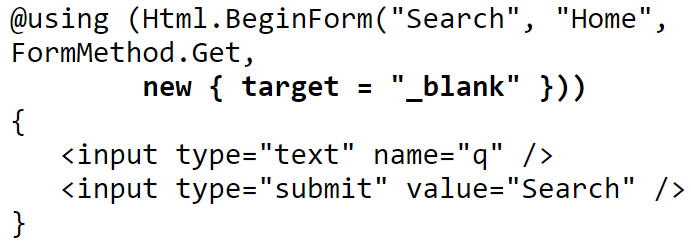 @using (Html.BeginForm("Search", "Home",
FormMethod.Get,
        new { target = "_blank" }))
{
   <input type="text" name="q" />
   <input type="submit" value="Search" />
}